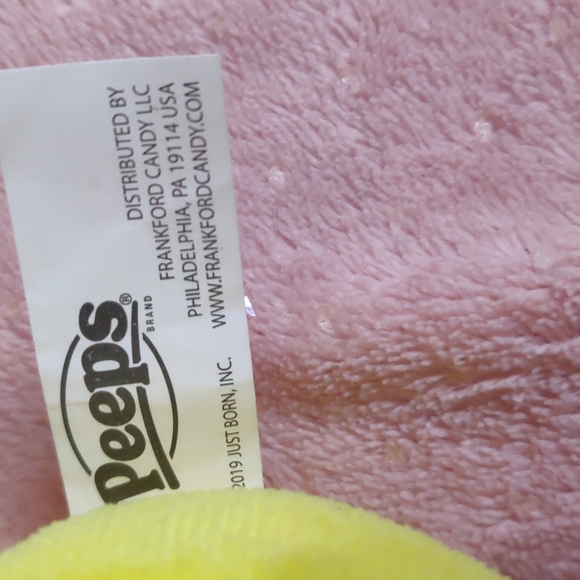 Peeps®
BRAND
DISTRIBUTED BY
FRANKFORD CANDY LLC
PHILADELPHIA, PA 19114 USA
WWW.FRANKFORDCANDY.COM
2019 JUST BORN, INC.